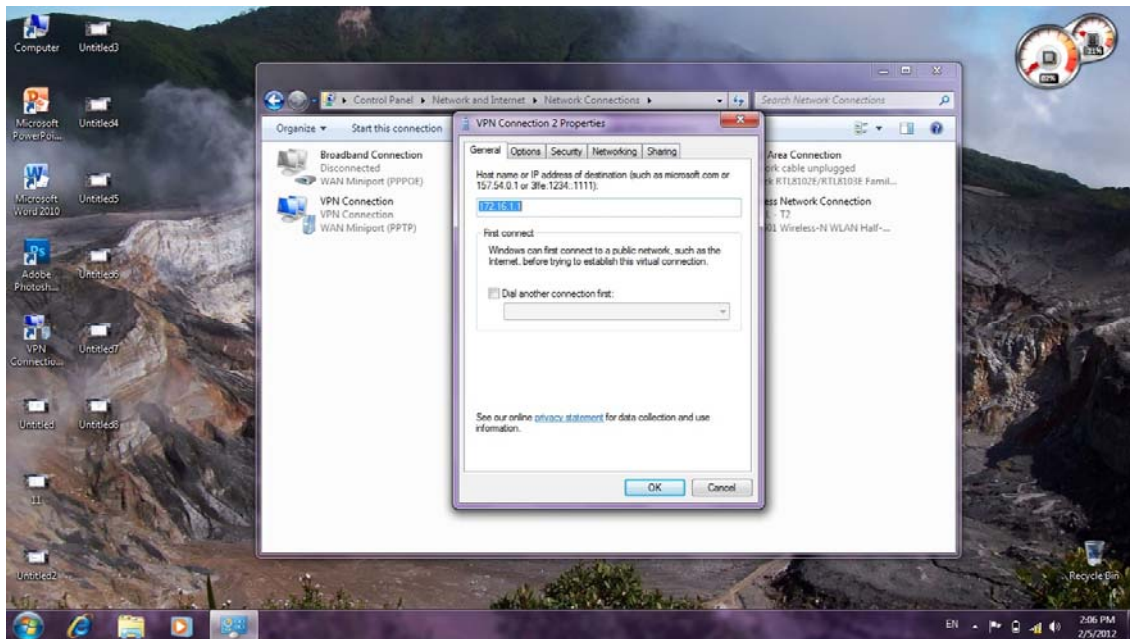 Computer
Untitled3
Microsoft PowerPoi...
Untitled4
Microsoft Word 2010
Untitled5
Adobe Photosh...
Untitled6
VPN Connectio...
Untitled7
Untitled
Untitled8
11
Untitled2
Control Panel Network and Internet Network Connections
Search Network Connections
Organize Start this connection
Broadband Connection
Disconnected
WAN Miniport (PPPOE)
VPN Connection
VPN Connection
WAN Miniport (PPTP)
VPN Connection 2 Properties
General Options Security Networking Sharing
Host name or IP address of destination (such as microsoft.com or
157.54.0.1 or 3ffe:1234::1111):
172.16.1.1
First connect
Windows can first connect to a public network, such as the
Internet, before trying to establish this virtual connection.
Dial another connection first:
See our online privacy statement for data collection and use
information.
OK Cancel
Area Connection
cable unplugged
RTL8102E/RTL8103E Famil...
Network Connection
T2
Wireless-N WLAN Half-...
21%
Recycle Bin
EN
2:06 PM
2/5/2012